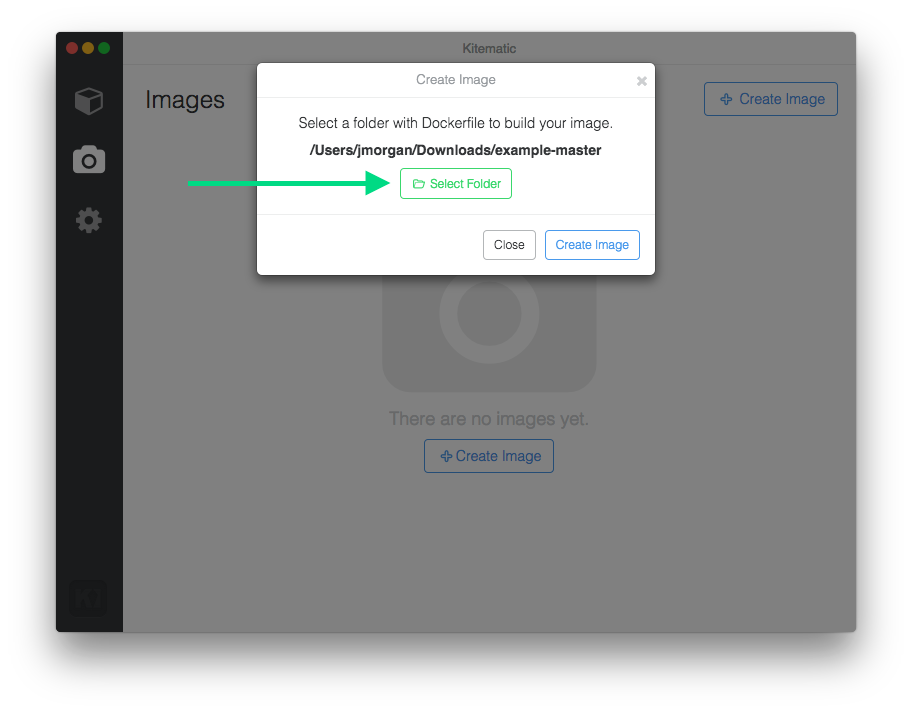 Kitematic
Create Image
Images
Create Image
Select a folder with Dockerfile to build your image.
/Users/jmorgan/Downloads/example-master
Select Folder
Close
Create Image
There are no images yet.
Create Image